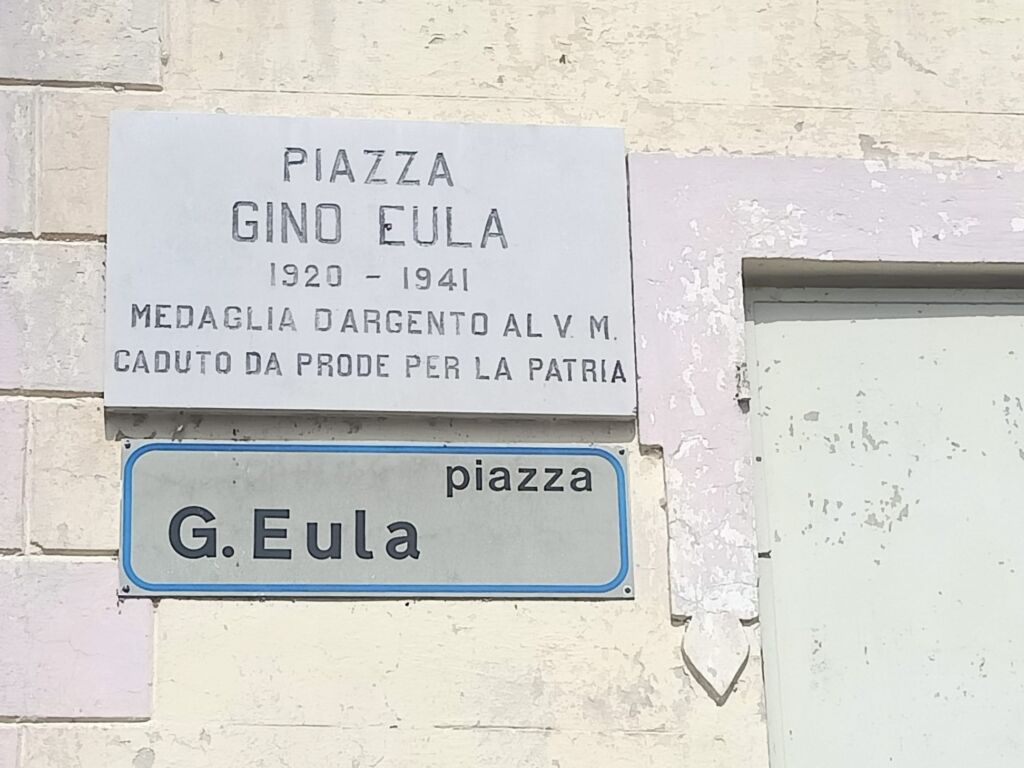 PIAZZA
GINO EULA
1920 - 1941
MEDAGLIA D'ARGENTO AL V. M.
CADUTO DA PRODE PER LA PATRIA
piazza
G. Eula